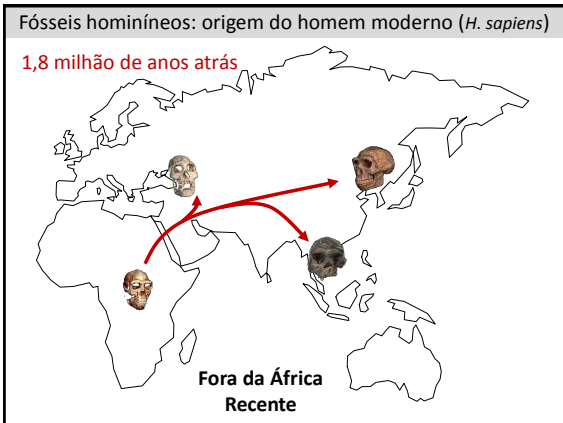 Fósseis hominíneos: origem do homem moderno (H. sapiens)
1,8 milhão de anos atrás
Fora da África
Recente